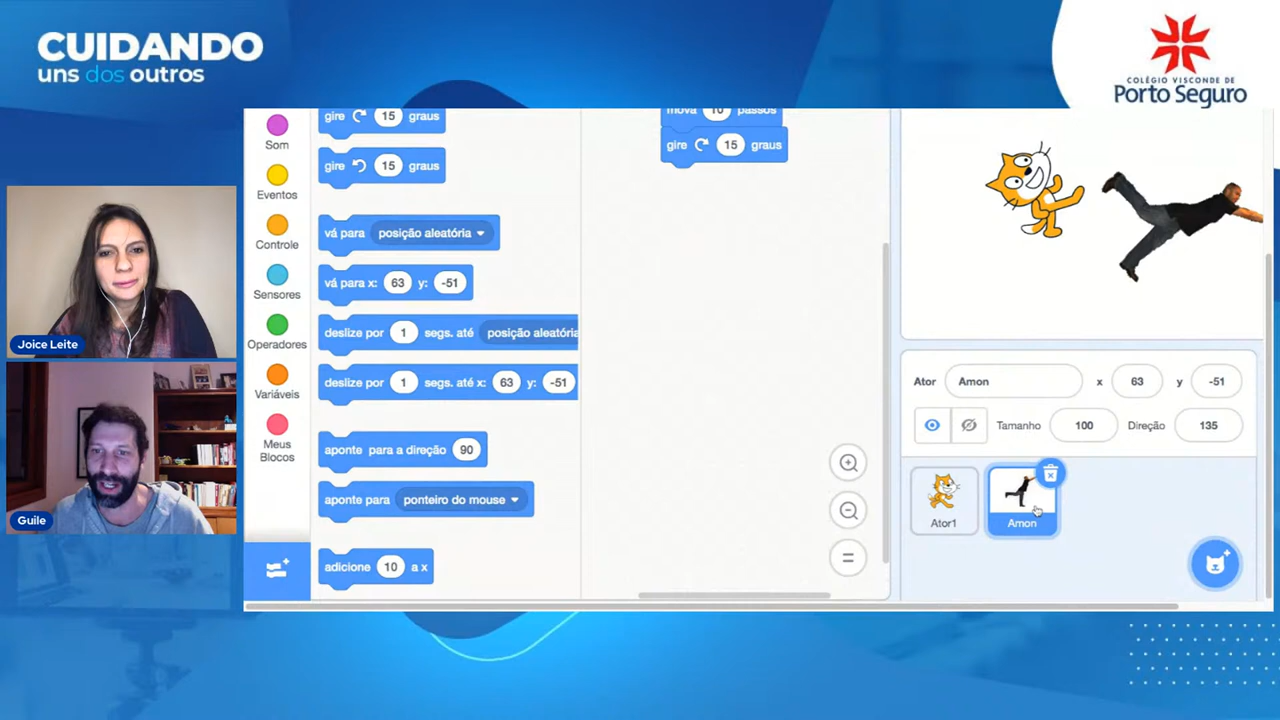 CUIDANDO
uns dos outros
COLÉGIO VISCONDE DE
Porto Seguro
Joice Leite
Guile
Som
Eventos
Controle
Sensores
Operadores
Variáveis
Meus
Blocos
gire 15 graus
gire 15 graus
vá para posição aleatória
vá para x: 63 y: -51
deslize por 1 segs. até posição aleatória
deslize por 1 segs. até x: 63 y: -51
aponte para a direção 90
aponte para ponteiro do mouse
adicione 10 a x
mova 10 passos
gire 15 graus
Ator Amon x 63 y -51
Tamanho 100 Direção 135
Ator1
Amon